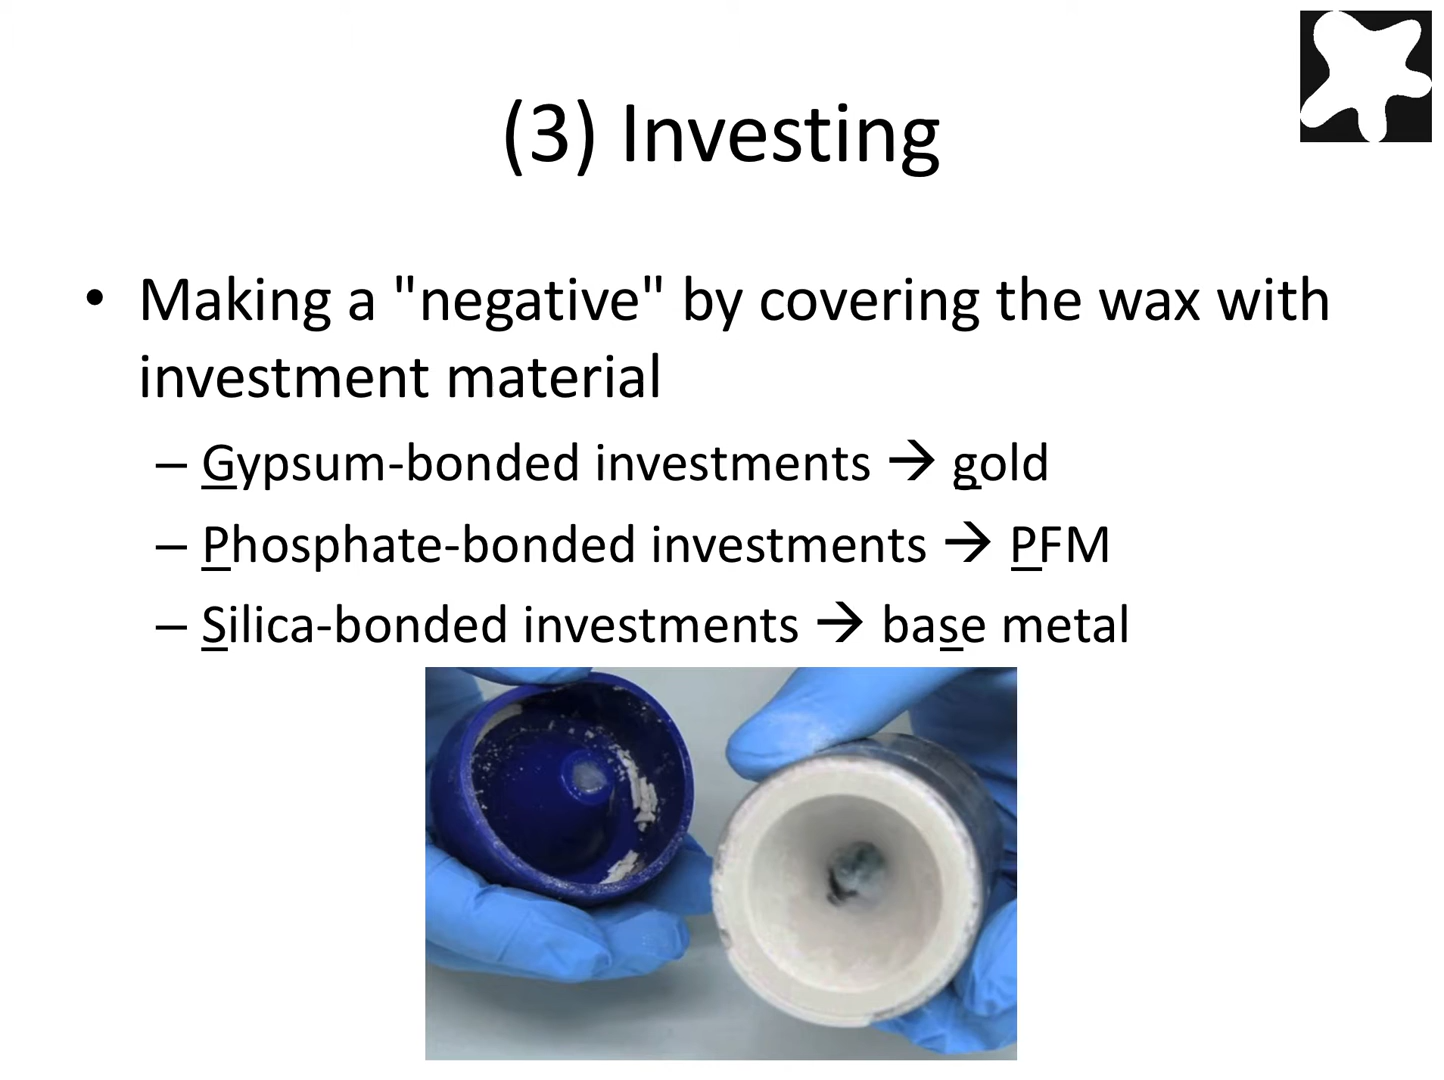 (3) Investing
• Making a "negative" by covering the wax with
investment material
– Gypsum-bonded investments → gold
– Phosphate-bonded investments → PFM
– Silica-bonded investments → base metal